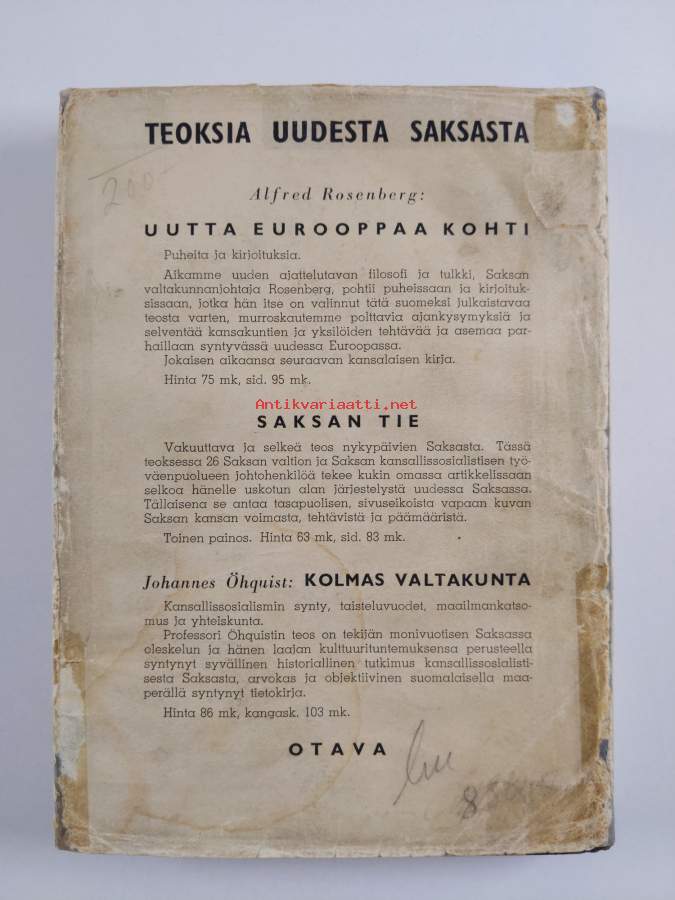 TEOKSIA UUDESTA SAKSASTA
200-
Alfred Rosenberg:
UUTTA EUROOPPAA KOHTI
Puheita ja kirjoituksia.
Aikamme uuden ajattelutavan filosofi ja tulkki, Saksan
valtakunnanjohtaja Rosenberg, pohtii puheissaan ja kirjoituk-
sissaan, jotka hän itse on valinnut tätä suomeksi julkaistavaa
teosta varten, murroskautemme polttavia ajankysymyksiä ja
selventää kansakuntien ja yksilöiden tehtävää ja asemaa par-
haillaan syntyvässä uudessa Euroopassa.
Jokaisen aikaansa seuraavan kansalaisen kirja.
Hinta 75 mk, sid. 95 mk.
Antikvariaatti.net
SAKSAN TIE
Vakuuttava ja selkeä teos nykypäivien Saksasta. Tässä
teoksessa 26 Saksan valtion ja Saksan kansallissosialistisen työ-
väenpuolueen johtohenkilöä tekee kukin omassa artikkelissaan
selkoa hänelle uskotun alan järjestelystä uudessa Saksassa.
Tällaisena se antaa tasapuolisen, sivuseikoista vapaan kuvan
Saksan kansan voimasta, tehtävistä ja päämääristä.
Toinen painos. Hinta 63 mk, sid. 83 mk.
Johannes Öhquist: KOLMAS VALTAKUNTA
Kansallissosialismin synty, taisteluvuodet, maailmankatso-
mus ja yhteiskunta.
Professori Öhquistin teos on tekijän monivuotisen Saksassa
oleskelun ja hänen laajan kulttuurituntemuksensa perusteella
syntynyt syvällinen historiallinen tutkimus kansallissosialisti-
sesta Saksasta, arvokas ja objektiivinen suomalaisella maa-
perällä syntynyt tietokirja.
Hinta 86 mk, kangask. 103 mk.
OTAVA